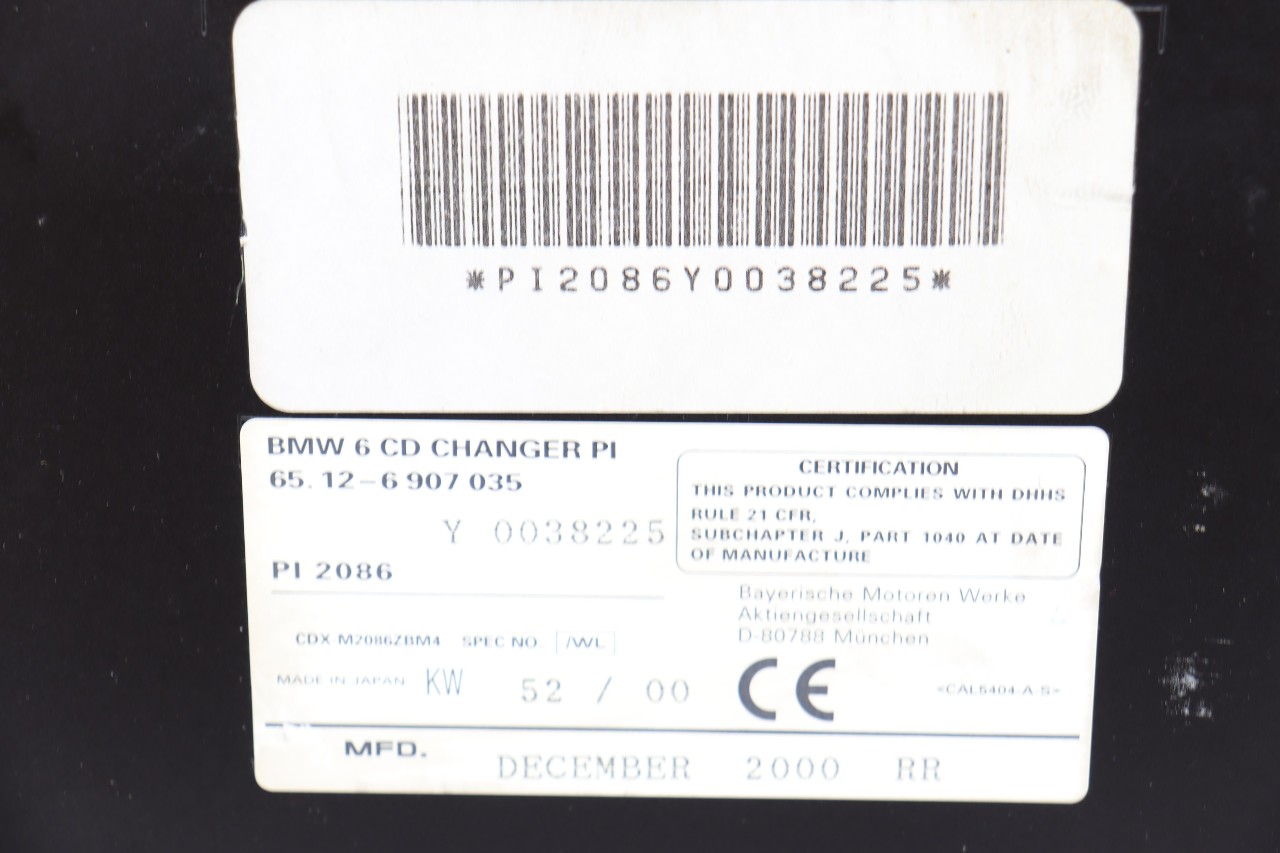 *PI2086Y0038225*
BMW 6 CD CHANGER PI
65.12-6 907 035
Y 0038225
PI 2086
CDX-M2086ZBM4 SPEC NO. /WL
MADE IN JAPAN KW 52 / 00
CERTIFICATION
THIS PRODUCT COMPLIES WITH DHHS
RULE 21 CFR,
SUBCHAPTER J, PART 1040 AT DATE
OF MANUFACTURE
Bayerische Motoren Werke
Aktiengesellschaft
D-80788 München
CE
<CAL5404-A-S>
MFD. DECEMBER 2000 RR